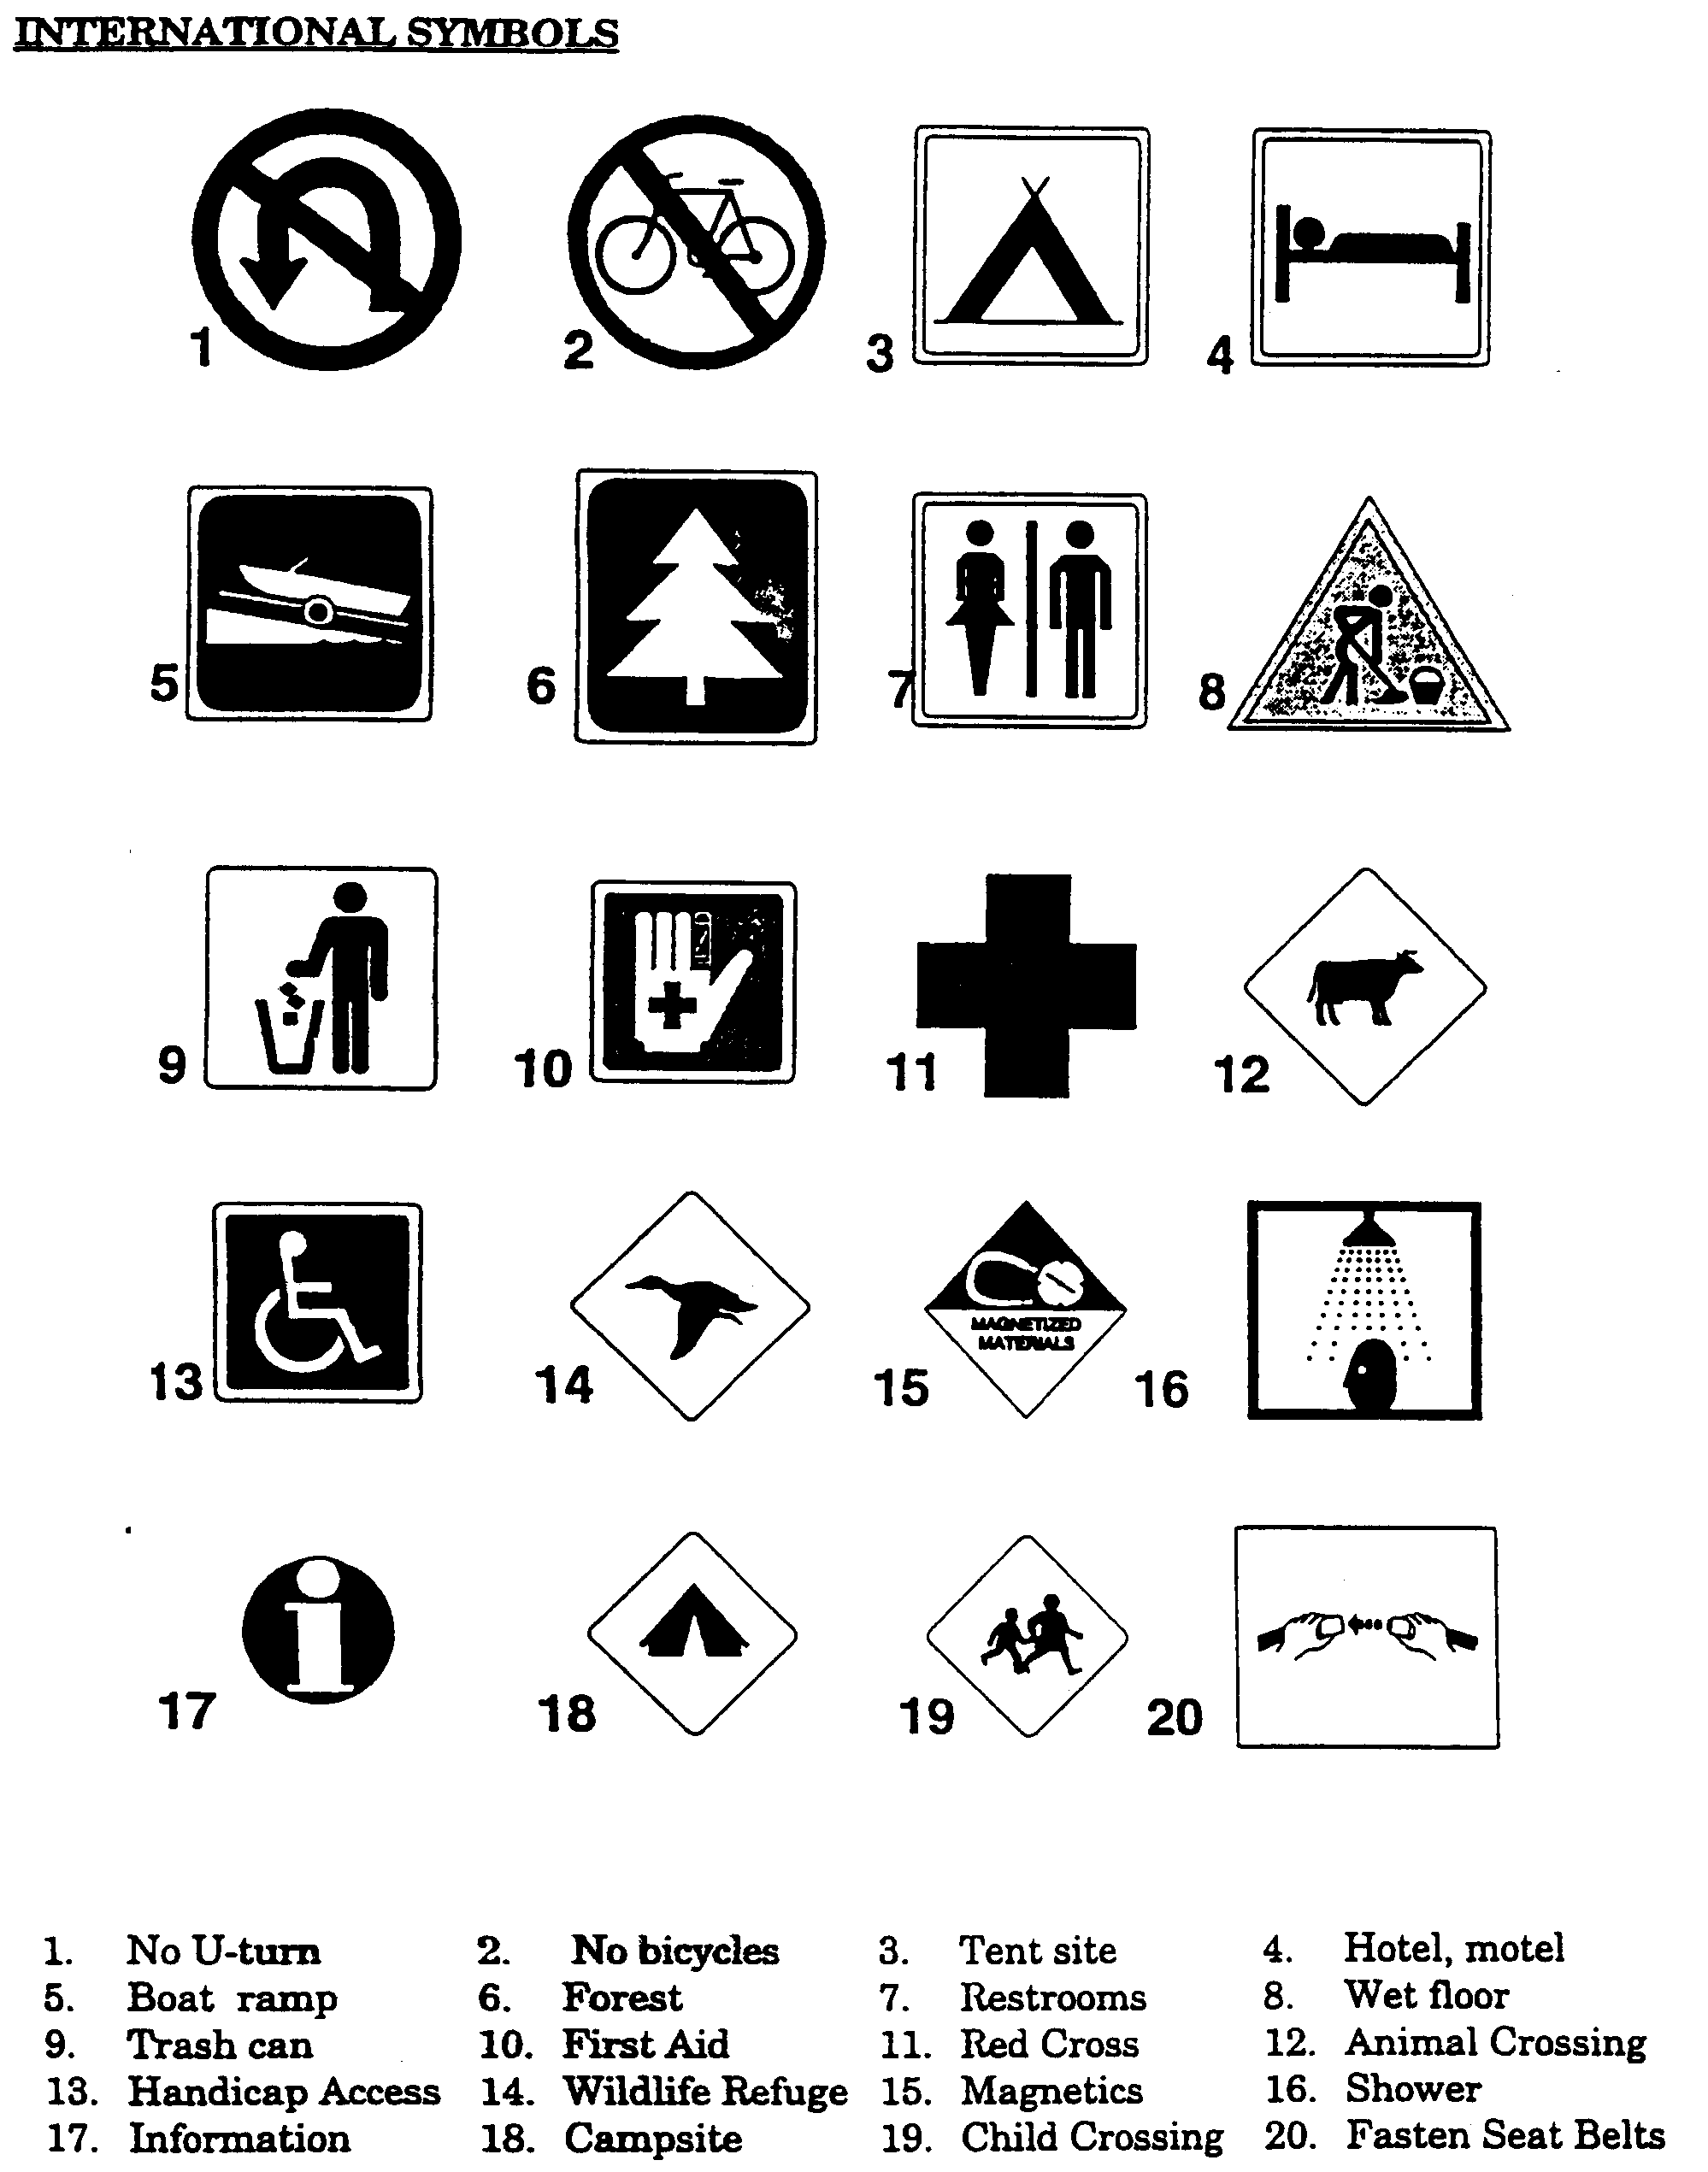 INTERNATIONAL SYMBOLS
1 2 3 4
5 6 7 8
9 10 11 12
MAGNETIZED
MATERIALS
13 14 15 16
17 18 19 20
1. No U-turn 2. No bicycles 3. Tent site 4. Hotel, motel
5. Boat ramp 6. Forest 7. Restrooms 8. Wet floor
9. Trash can 10. First Aid 11. Red Cross 12. Animal Crossing
13. Handicap Access 14. Wildlife Refuge 15. Magnetics 16. Shower
17. Information 18. Campsite 19. Child Crossing 20. Fasten Seat Belts